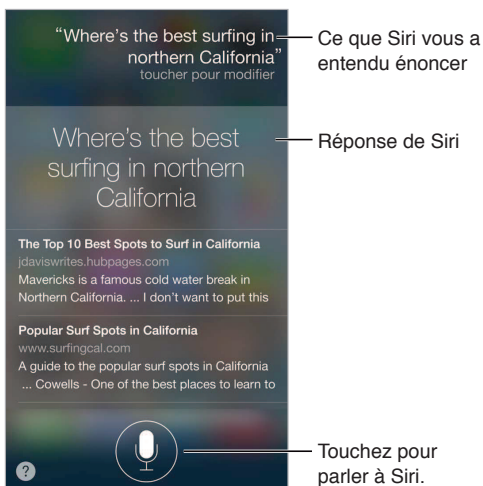 “Where’s the best surfing in
northern California”
toucher pour modifier
Ce que Siri vous a
entendu énoncer
Where’s the best
surfing in northern
California
Réponse de Siri
The Top 10 Best Spots to Surf in California
jdaviswrites.hubpages.com
Mavericks is a famous cold water break in
Northern California. ... I don’t want to put this
Popular Surf Spots in California
www.surfingcal.com
A guide to the popular surf spots in California
... Cowells - One of the best places to learn to
?
Touchez pour
parler à Siri.